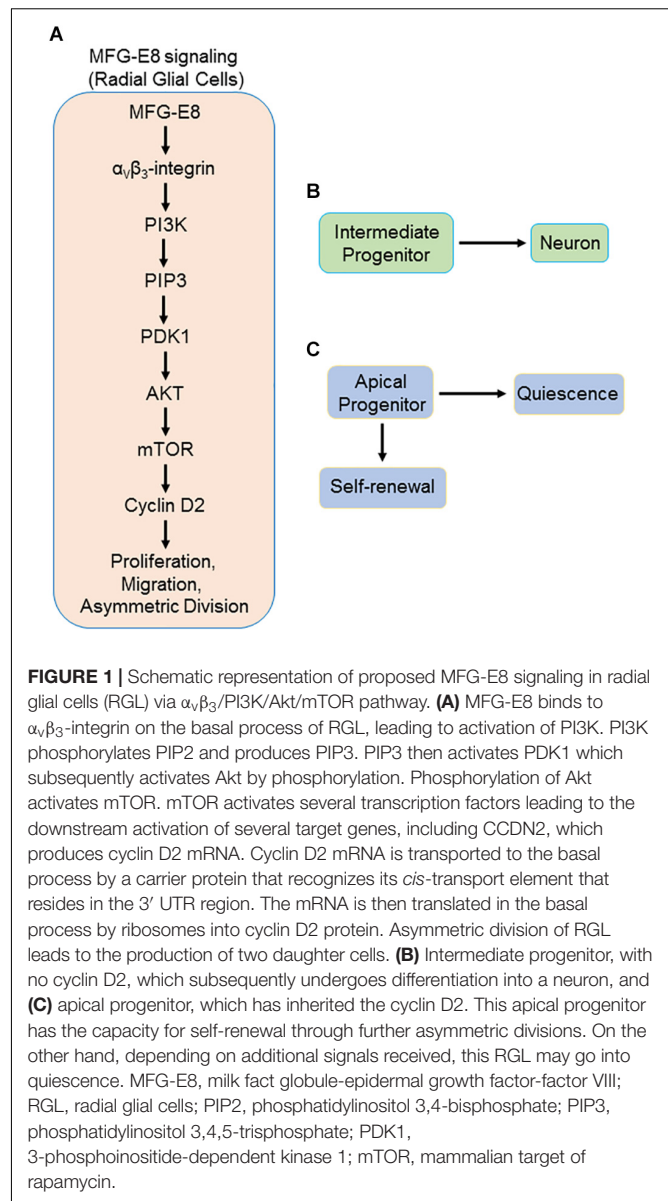 A
MFG-E8 signaling
(Radial Glial Cells)
MFG-E8
αvβ3-integrin
PI3K
PIP3
PDK1
AKT
mTOR
Cyclin D2
Proliferation,
Migration,
Asymmetric Division
B
Intermediate
Progenitor
Neuron
C
Apical
Progenitor
Quiescence
Self-renewal
FIGURE 1 | Schematic representation of proposed MFG-E8 signaling in radial
glial cells (RGL) via αvβ3/PI3K/Akt/mTOR pathway. (A) MFG-E8 binds to
αvβ3-integrin on the basal process of RGL, leading to activation of PI3K. PI3K
phosphorylates PIP2 and produces PIP3. PIP3 then activates PDK1 which
subsequently activates Akt by phosphorylation. Phosphorylation of Akt
activates mTOR. mTOR activates several transcription factors leading to the
downstream activation of several target genes, including CCDN2, which
produces cyclin D2 mRNA. Cyclin D2 mRNA is transported to the basal
process by a carrier protein that recognizes its cis-transport element that
resides in the 3′ UTR region. The mRNA is then translated in the basal
process by ribosomes into cyclin D2 protein. Asymmetric division of RGL
leads to the production of two daughter cells. (B) Intermediate progenitor, with
no cyclin D2, which subsequently undergoes differentiation into a neuron, and
(C) apical progenitor, which has inherited the cyclin D2. This apical progenitor
has the capacity for self-renewal through further asymmetric divisions. On the
other hand, depending on additional signals received, this RGL may go into
quiescence. MFG-E8, milk fact globule-epidermal growth factor-factor VIII;
RGL, radial glial cells; PIP2, phosphatidylinositol 3,4-bisphosphate; PIP3,
phosphatidylinositol 3,4,5-trisphosphate; PDK1,
3-phosphoinositide-dependent kinase 1; mTOR, mammalian target of
rapamycin.